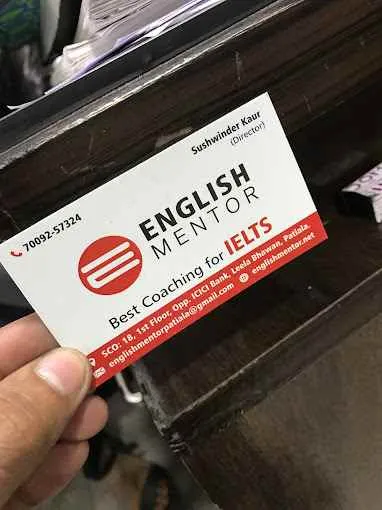 Sushwinder Kaur
(Director)
70092-57324
ENGLISH
MENTOR
Best Coaching for IELTS
SCO: 18, 1st Floor, Opp. ICICI Bank, Leela Bhawan, Patiala.
englishmentorpatiala@gmail.com englishmentor.net